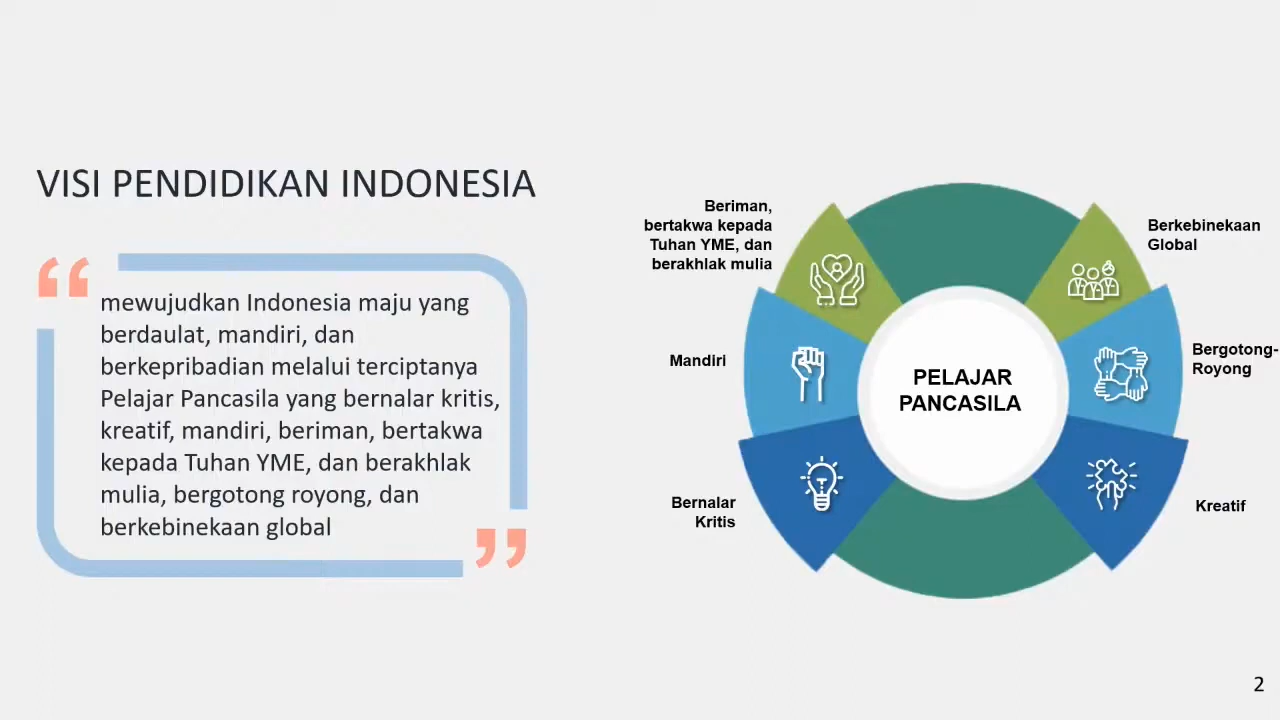 VISI PENDIDIKAN INDONESIA
mewujudkan Indonesia maju yang
berdaulat, mandiri, dan
berkepribadian melalui terciptanya
Pelajar Pancasila yang bernalar kritis,
kreatif, mandiri, beriman, bertakwa
kepada Tuhan YME, dan berakhlak
mulia, bergotong royong, dan
berkebinekaan global
Beriman,
bertakwa kepada
Tuhan YME, dan
berakhlak mulia
Mandiri
Bernalar
Kritis
PELAJAR
PANCASILA
Berkebinekaan
Global
Bergotong-
Royong
Kreatif
2